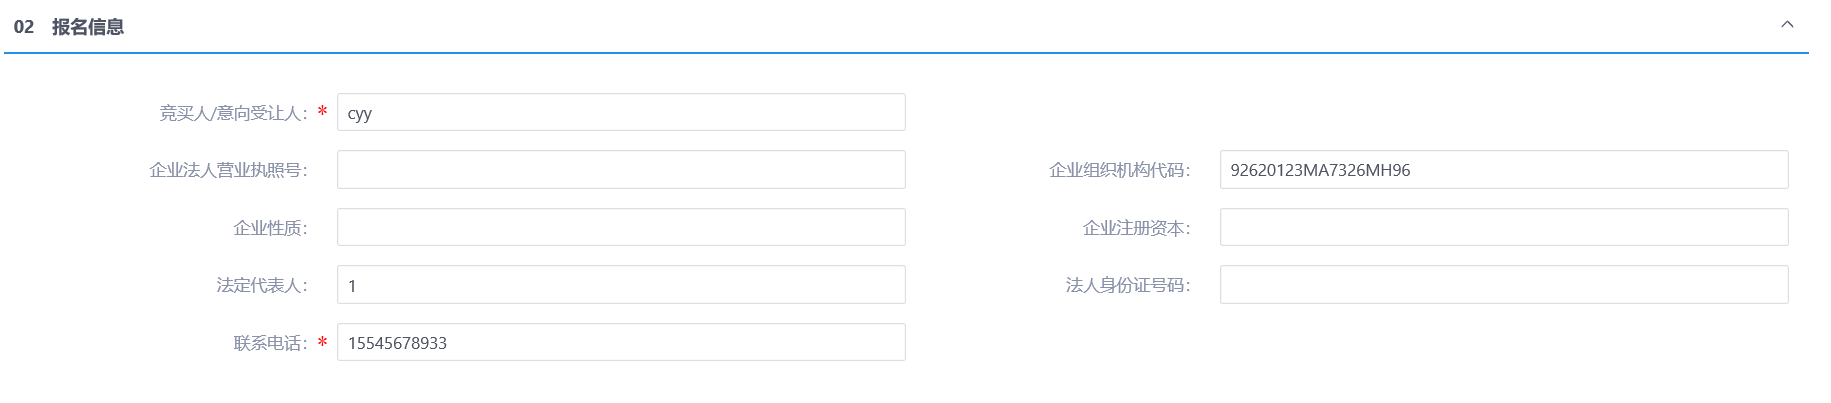 02 报名信息
竞买人/意向受让人：* cyy
企业法人营业执照号： 企业组织机构代码： 92620123MA7326MH96
企业性质： 企业注册资本：
法定代表人： 1 法人身份证号码：
联系电话：* 15545678933